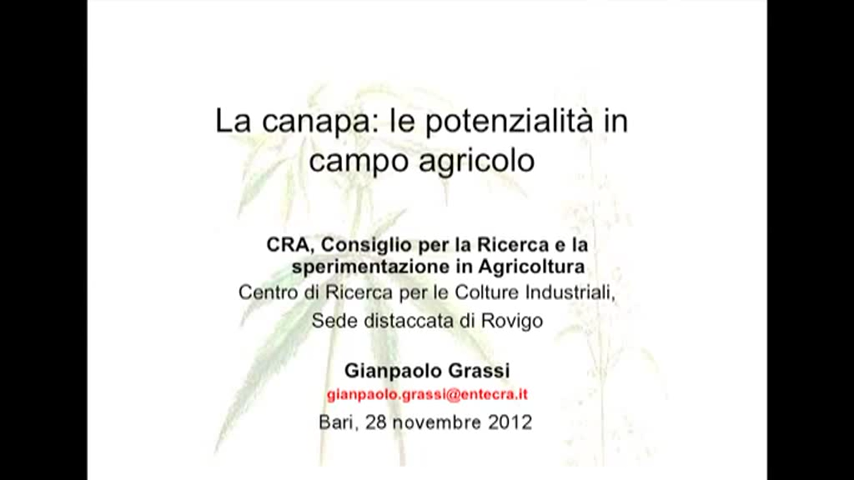 La canapa: le potenzialità in
campo agricolo
CRA, Consiglio per la Ricerca e la
sperimentazione in Agricoltura
Centro di Ricerca per le Colture Industriali,
Sede distaccata di Rovigo
Gianpaolo Grassi
gianpaolo.grassi@entecra.it
Bari, 28 novembre 2012